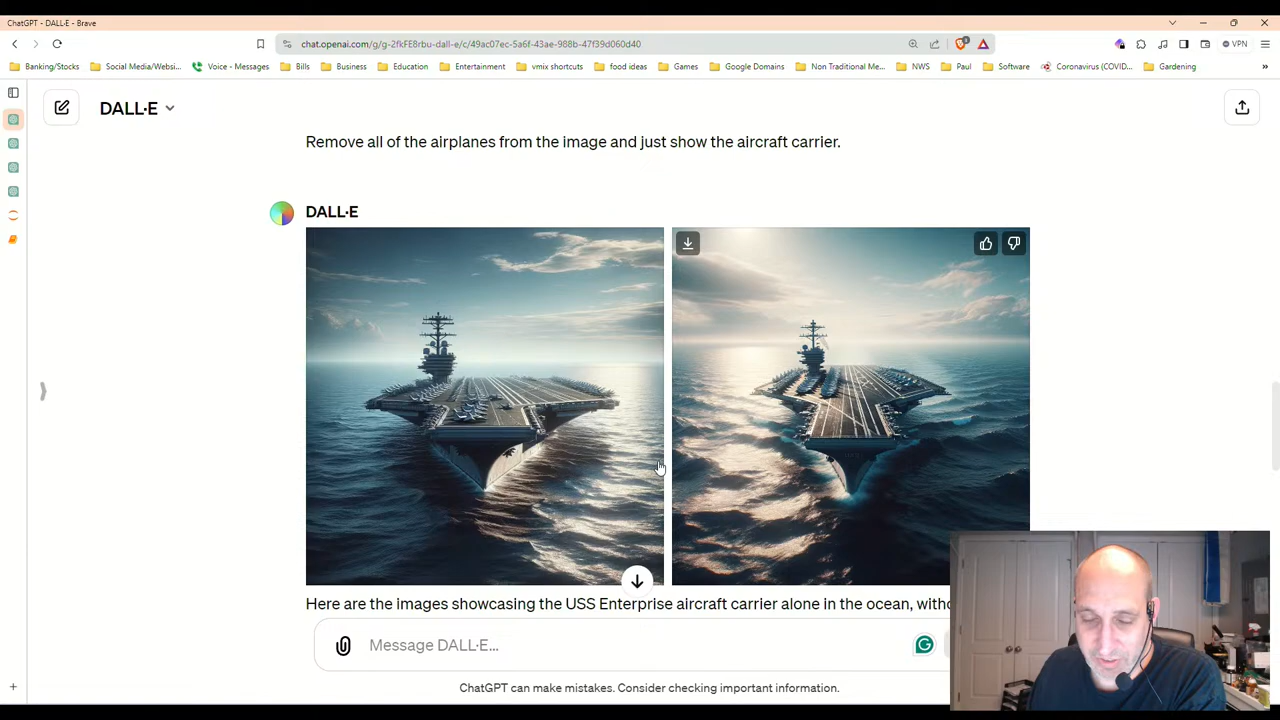 ChatGPT - DALL·E - Brave
chat.openai.com/g/g-2fkFE8rbu-dall-e/c/49ac07ec-5a6f-43ae-988b-47f39d060d40
VPN
Banking/Stocks
Social Media/Websi...
Voice - Messages
Bills
Business
Education
Entertainment
vmix shortcuts
food ideas
Games
Google Domains
Non Traditional Me...
NWS
Paul
Software
Coronavirus (COVID...
Gardening
DALL·E
Remove all of the airplanes from the image and just show the aircraft carrier.
DALL·E
Here are the images showcasing the USS Enterprise aircraft carrier alone in the ocean,
Message DALL·E...
ChatGPT can make mistakes. Consider checking important information.